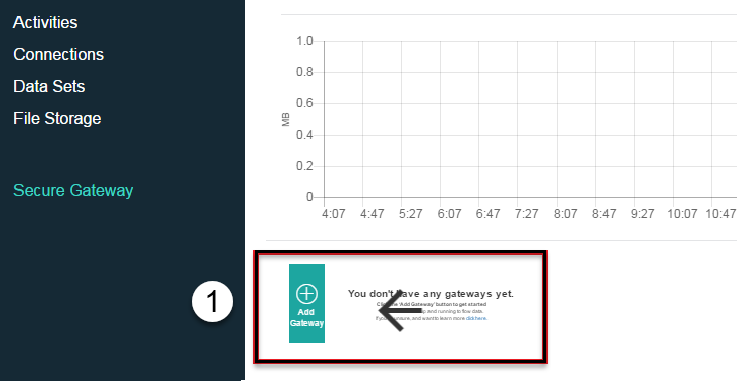 Activities
Connections
Data Sets
File Storage
Secure Gateway
1.0
0.8
0.6
0.4
0.2
0
MB
4:07 4:47 5:27 6:07 6:47 7:27 8:07 8:47 9:27 10:07 10:47
1
Add
Gateway
You don't have any gateways yet.
'Add Gateway' button to get started
and running to flow data.
and want to learn more click here.